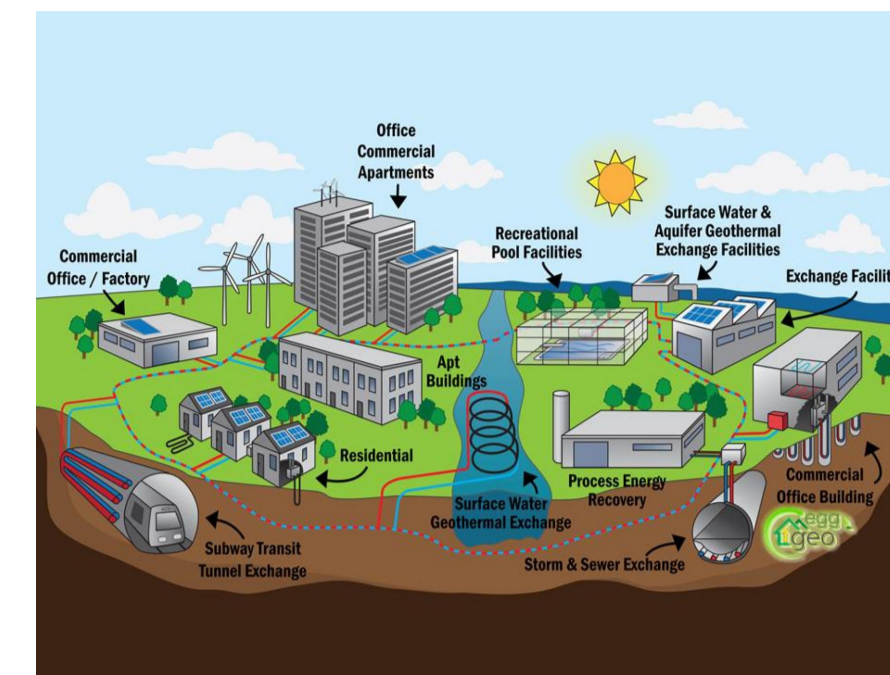 Office
Commercial
Apartments
Commercial
Office / Factory
Recreational
Pool Facilities
Surface Water &
Aquifer Geothermal
Exchange Facilities
Exchange Facilit
Apt
Buildings
Residential
Surface Water
Geothermal Exchange
Process Energy
Recovery
Commercial
Office Building
Subway Transit
Tunnel Exchange
Storm & Sewer Exchange
egg
geo